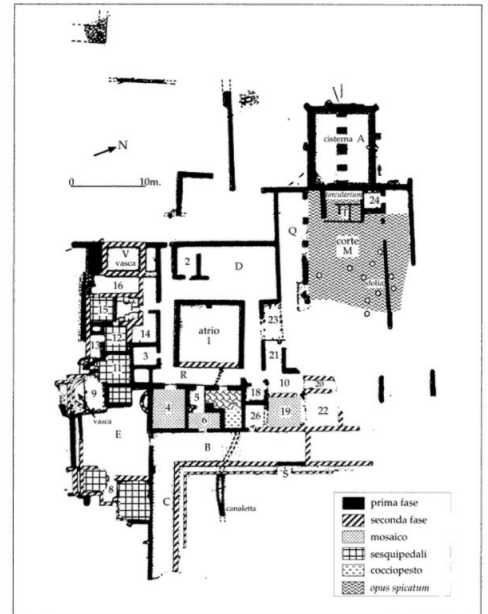 cisterna A
N
0 10m.
torcularium
24
T
Q
corte
M
dolia
V
vasca
2
D
16
15
atrio
1
23
14
12
13
3
21
11
R
10
20
9
18
4
5
6
26
19
22
vasca
E
B
8
S
C
canaletta
prima fase
seconda fase
mosaico
sesquipedali
cocciopesto
opus spicatum